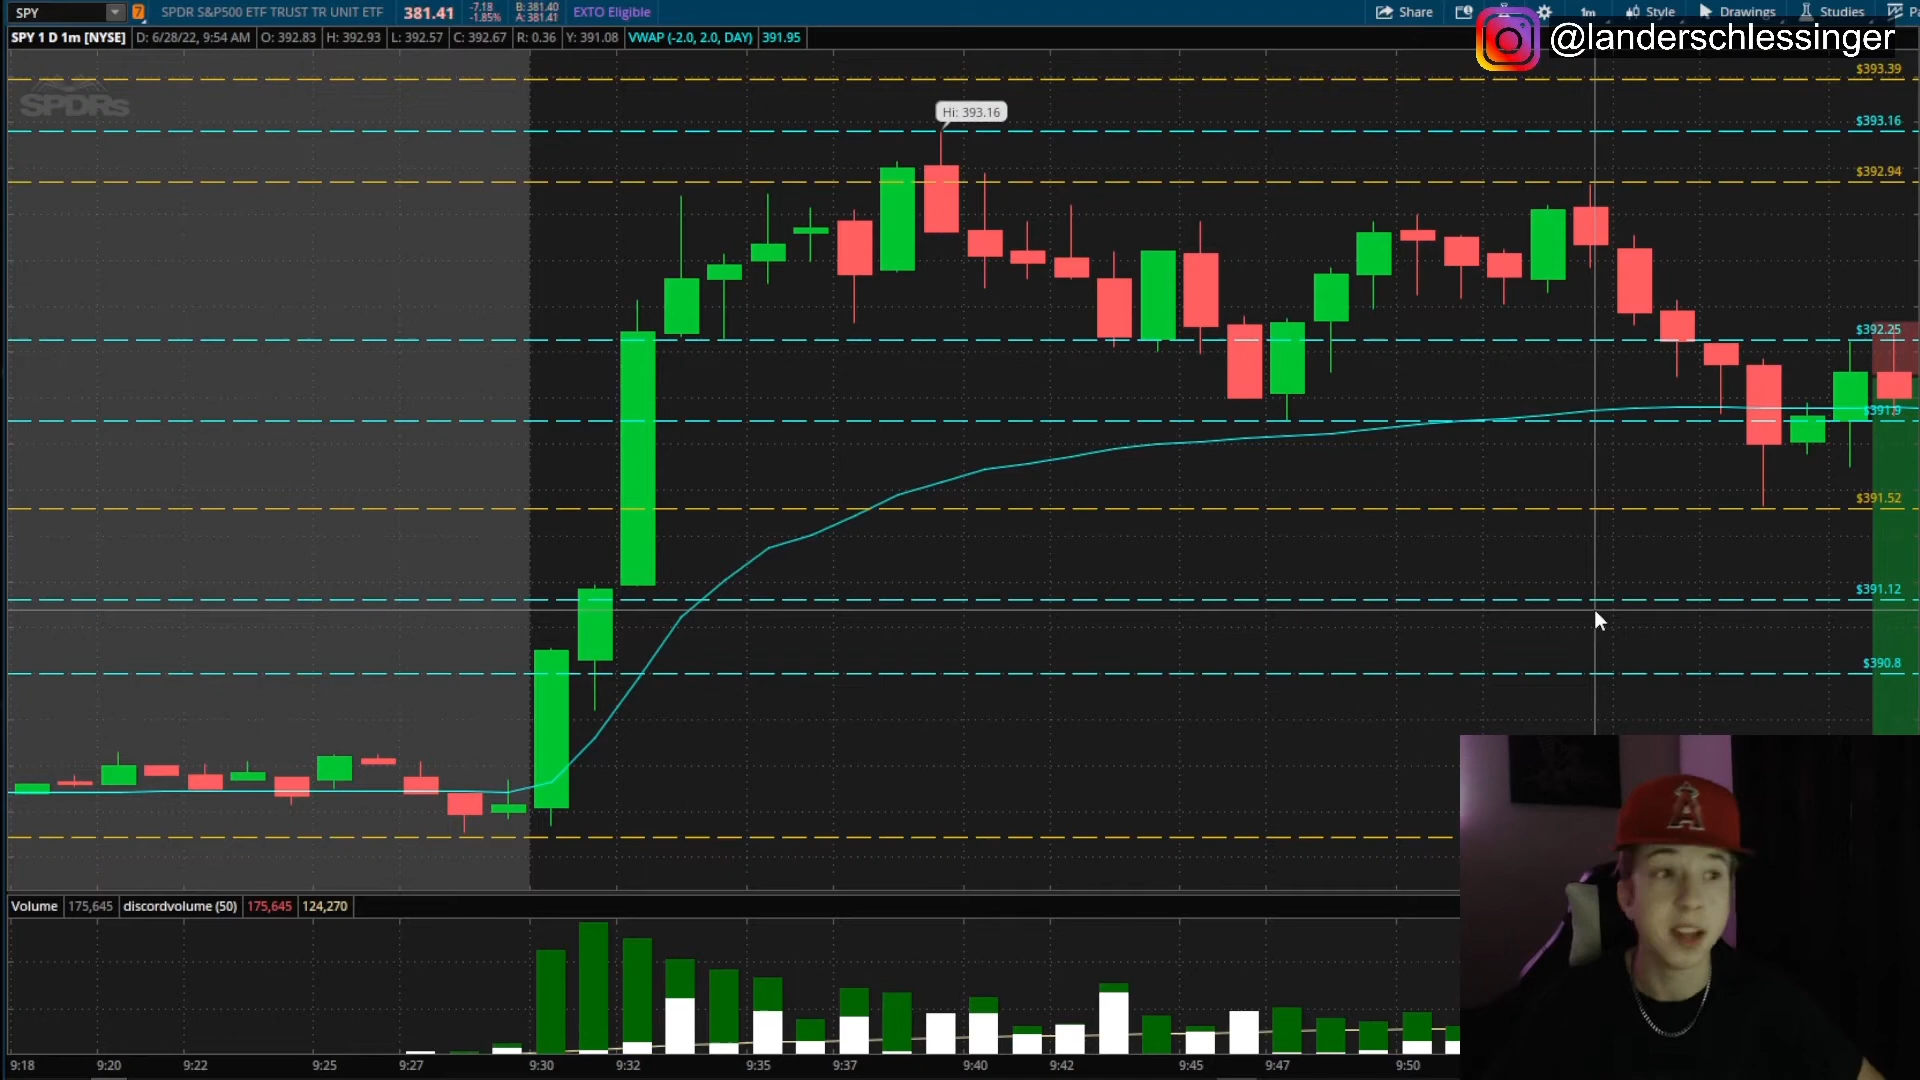 SPY 7 SPDR S&P500 ETF TRUST TR UNIT ETF 381.41 -7.18 -1.85% B: 381.40 A: 381.41 EXTO Eligible Share 1m Style Drawings Studies
SPY 1 D 1m [NYSE] D: 6/28/22, 9:54 AM O: 392.83 H: 392.93 L: 392.57 C: 392.67 R: 0.36 Y: 391.08 VWAP (-2.0, 2.0, DAY) 391.95
@landerschlessinger
$393.39
SPDRs
Hi: 393.16
$393.16
$392.94
$392.25
$391.9
$391.52
$391.12
$390.8
A
Volume 175,645 discordvolume (50) 175,645 124,270
9:18 9:20 9:22 9:25 9:27 9:30 9:32 9:35 9:37 9:40 9:42 9:45 9:47 9:50